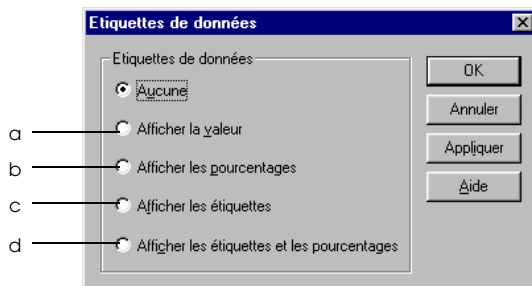 Etiquettes de données
Etiquettes de données
Aucune
a
Afficher la valeur
b
Afficher les pourcentages
c
Afficher les étiquettes
d
Afficher les étiquettes et les pourcentages
OK
Annuler
Appliquer
Aide